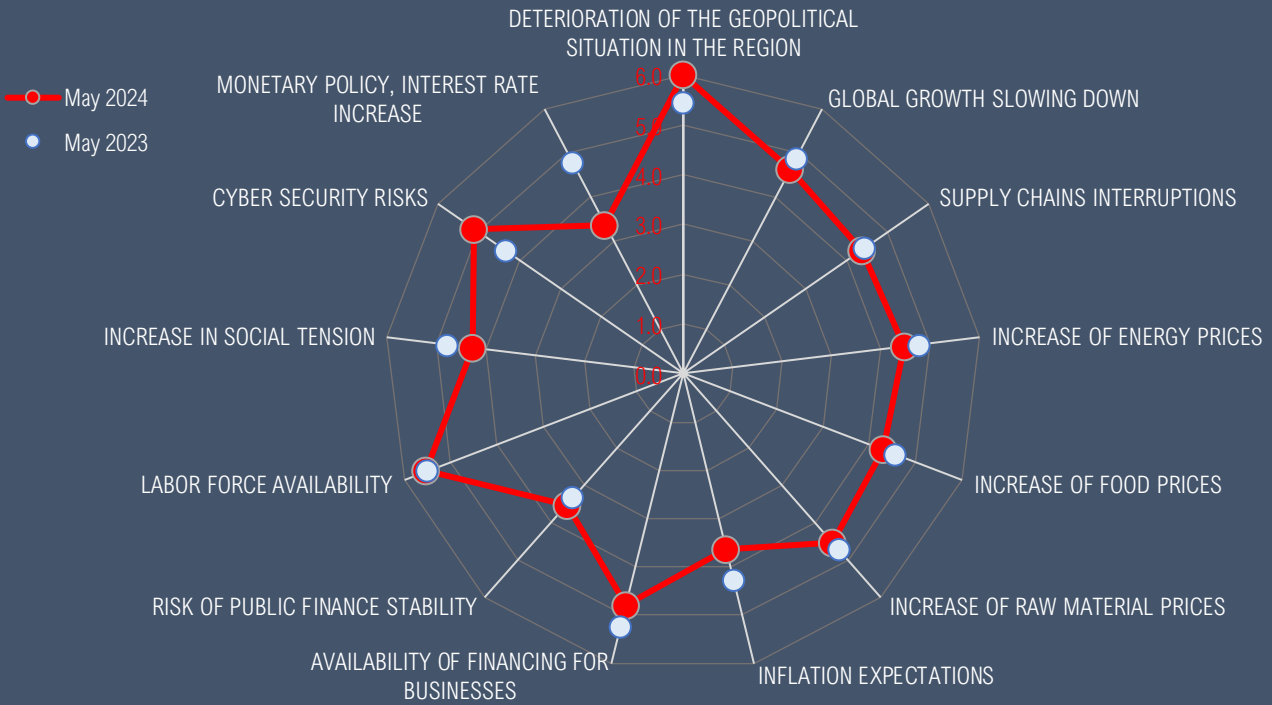 DETERIORATION OF THE GEOPOLITICAL
SITUATION IN THE REGION
MONETARY POLICY, INTEREST RATE
INCREASE
GLOBAL GROWTH SLOWING DOWN
May 2024
May 2023
CYBER SECURITY RISKS
SUPPLY CHAINS INTERRUPTIONS
INCREASE IN SOCIAL TENSION
INCREASE OF ENERGY PRICES
LABOR FORCE AVAILABILITY
INCREASE OF FOOD PRICES
RISK OF PUBLIC FINANCE STABILITY
INCREASE OF RAW MATERIAL PRICES
AVAILABILITY OF FINANCING FOR
BUSINESSES
INFLATION EXPECTATIONS
6.0
4.0
3.0
2.0
1.0
0.0